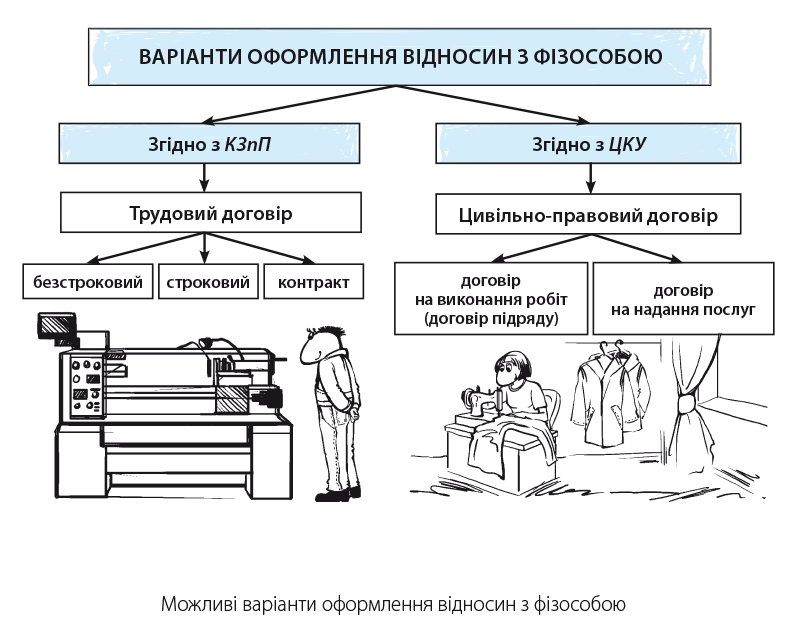 ВАРІАНТИ ОФОРМЛЕННЯ ВІДНОСИН З ФІЗОСОБОЮ
Згідно з КЗпП
Згідно з ЦКУ
Трудовий договір
Цивільно-правовий договір
безстроковий
строковий
контракт
договір
на виконання робіт
(договір підряду)
договір
на надання послуг
Можливі варіанти оформлення відносин з фізособою